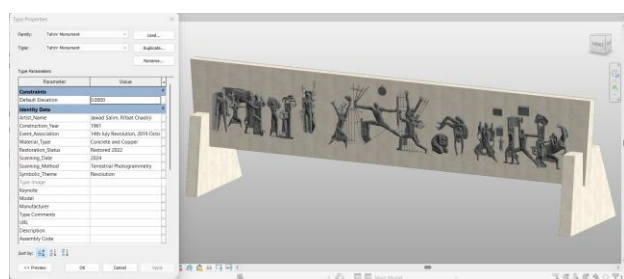 Type Properties
Family: Tahrir Monument Load...
Type: Tahrir Monument Duplicate...
Rename...
Type Parameters
Parameter Value
Constraints
Default Elevation 0.0000
Identity Data
Artist_Name Jawad Salim, Rifaat Chadirji
Construction_Year 1961
Event_Association 14th July Revolution, 2019 Octo
Material_Type Concrete and Copper
Restoration_Status Restored 2022
Scanning_Date 2024
Scanning_Method Terrestrial Photogrammetry
Symbolic_Theme Revolution
Type Image
Keynote
Model
Manufacturer
Type Comments
URL
Description
Assembly Code
Sort by:
<< Preview OK Cancel Apply